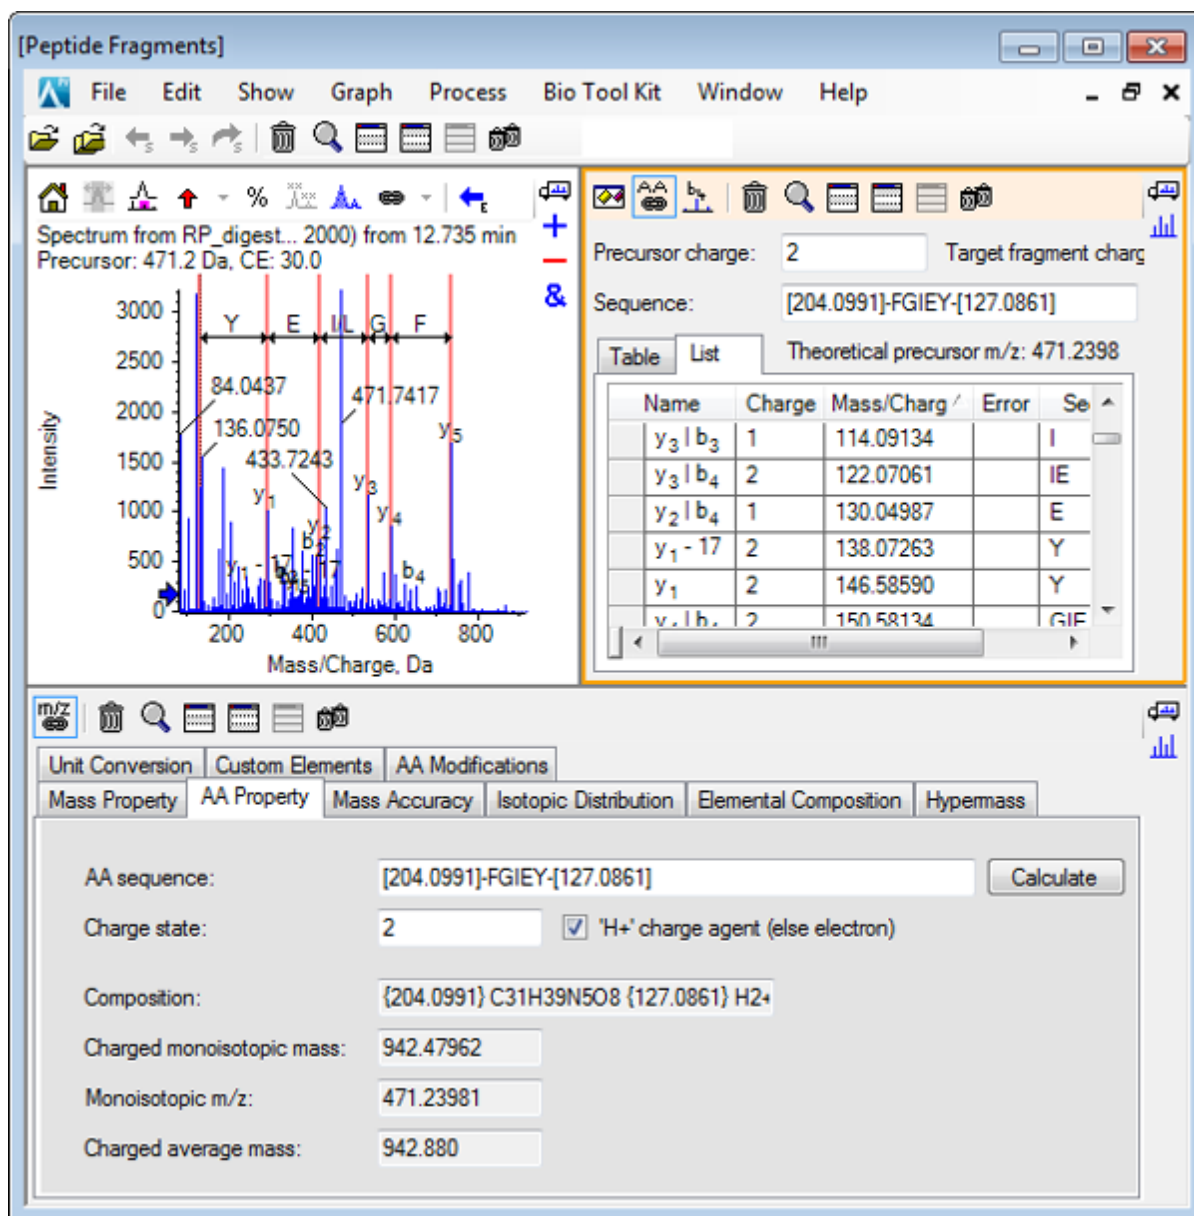 [Peptide Fragments]
File Edit Show Graph Process Bio Tool Kit Window Help
Spectrum from RP_digest... 2000) from 12.735 min
Precursor: 471.2 Da, CE: 30.0
3000
2500
2000
1500
1000
500
0
Intensity
Y E I/L G F
84.0437
471.7417
136.0750
433.7243
y5
y3
y1
y4
y2
b4
200 400 600 800
Mass/Charge, Da
Precursor charge: 2 Target fragment charg
Sequence: [204.0991]-FGIEY-[127.0861]
Table List Theoretical precursor m/z: 471.2398
Name Charge Mass/Charg Error Se
y3 | b3 1 114.09134 I
y3 | b4 2 122.07061 IE
y2 | b4 1 130.04987 E
y1 - 17 2 138.07263 Y
y1 2 146.58590 Y
2 150.58134 GIE
m/z
Unit Conversion Custom Elements AA Modifications
Mass Property AA Property Mass Accuracy Isotopic Distribution Elemental Composition Hypermass
AA sequence: [204.0991]-FGIEY-[127.0861] Calculate
Charge state: 2 'H+' charge agent (else electron)
Composition: {204.0991} C31H39N5O8 {127.0861} H2+
Charged monoisotopic mass: 942.47962
Monoisotopic m/z: 471.23981
Charged average mass: 942.880